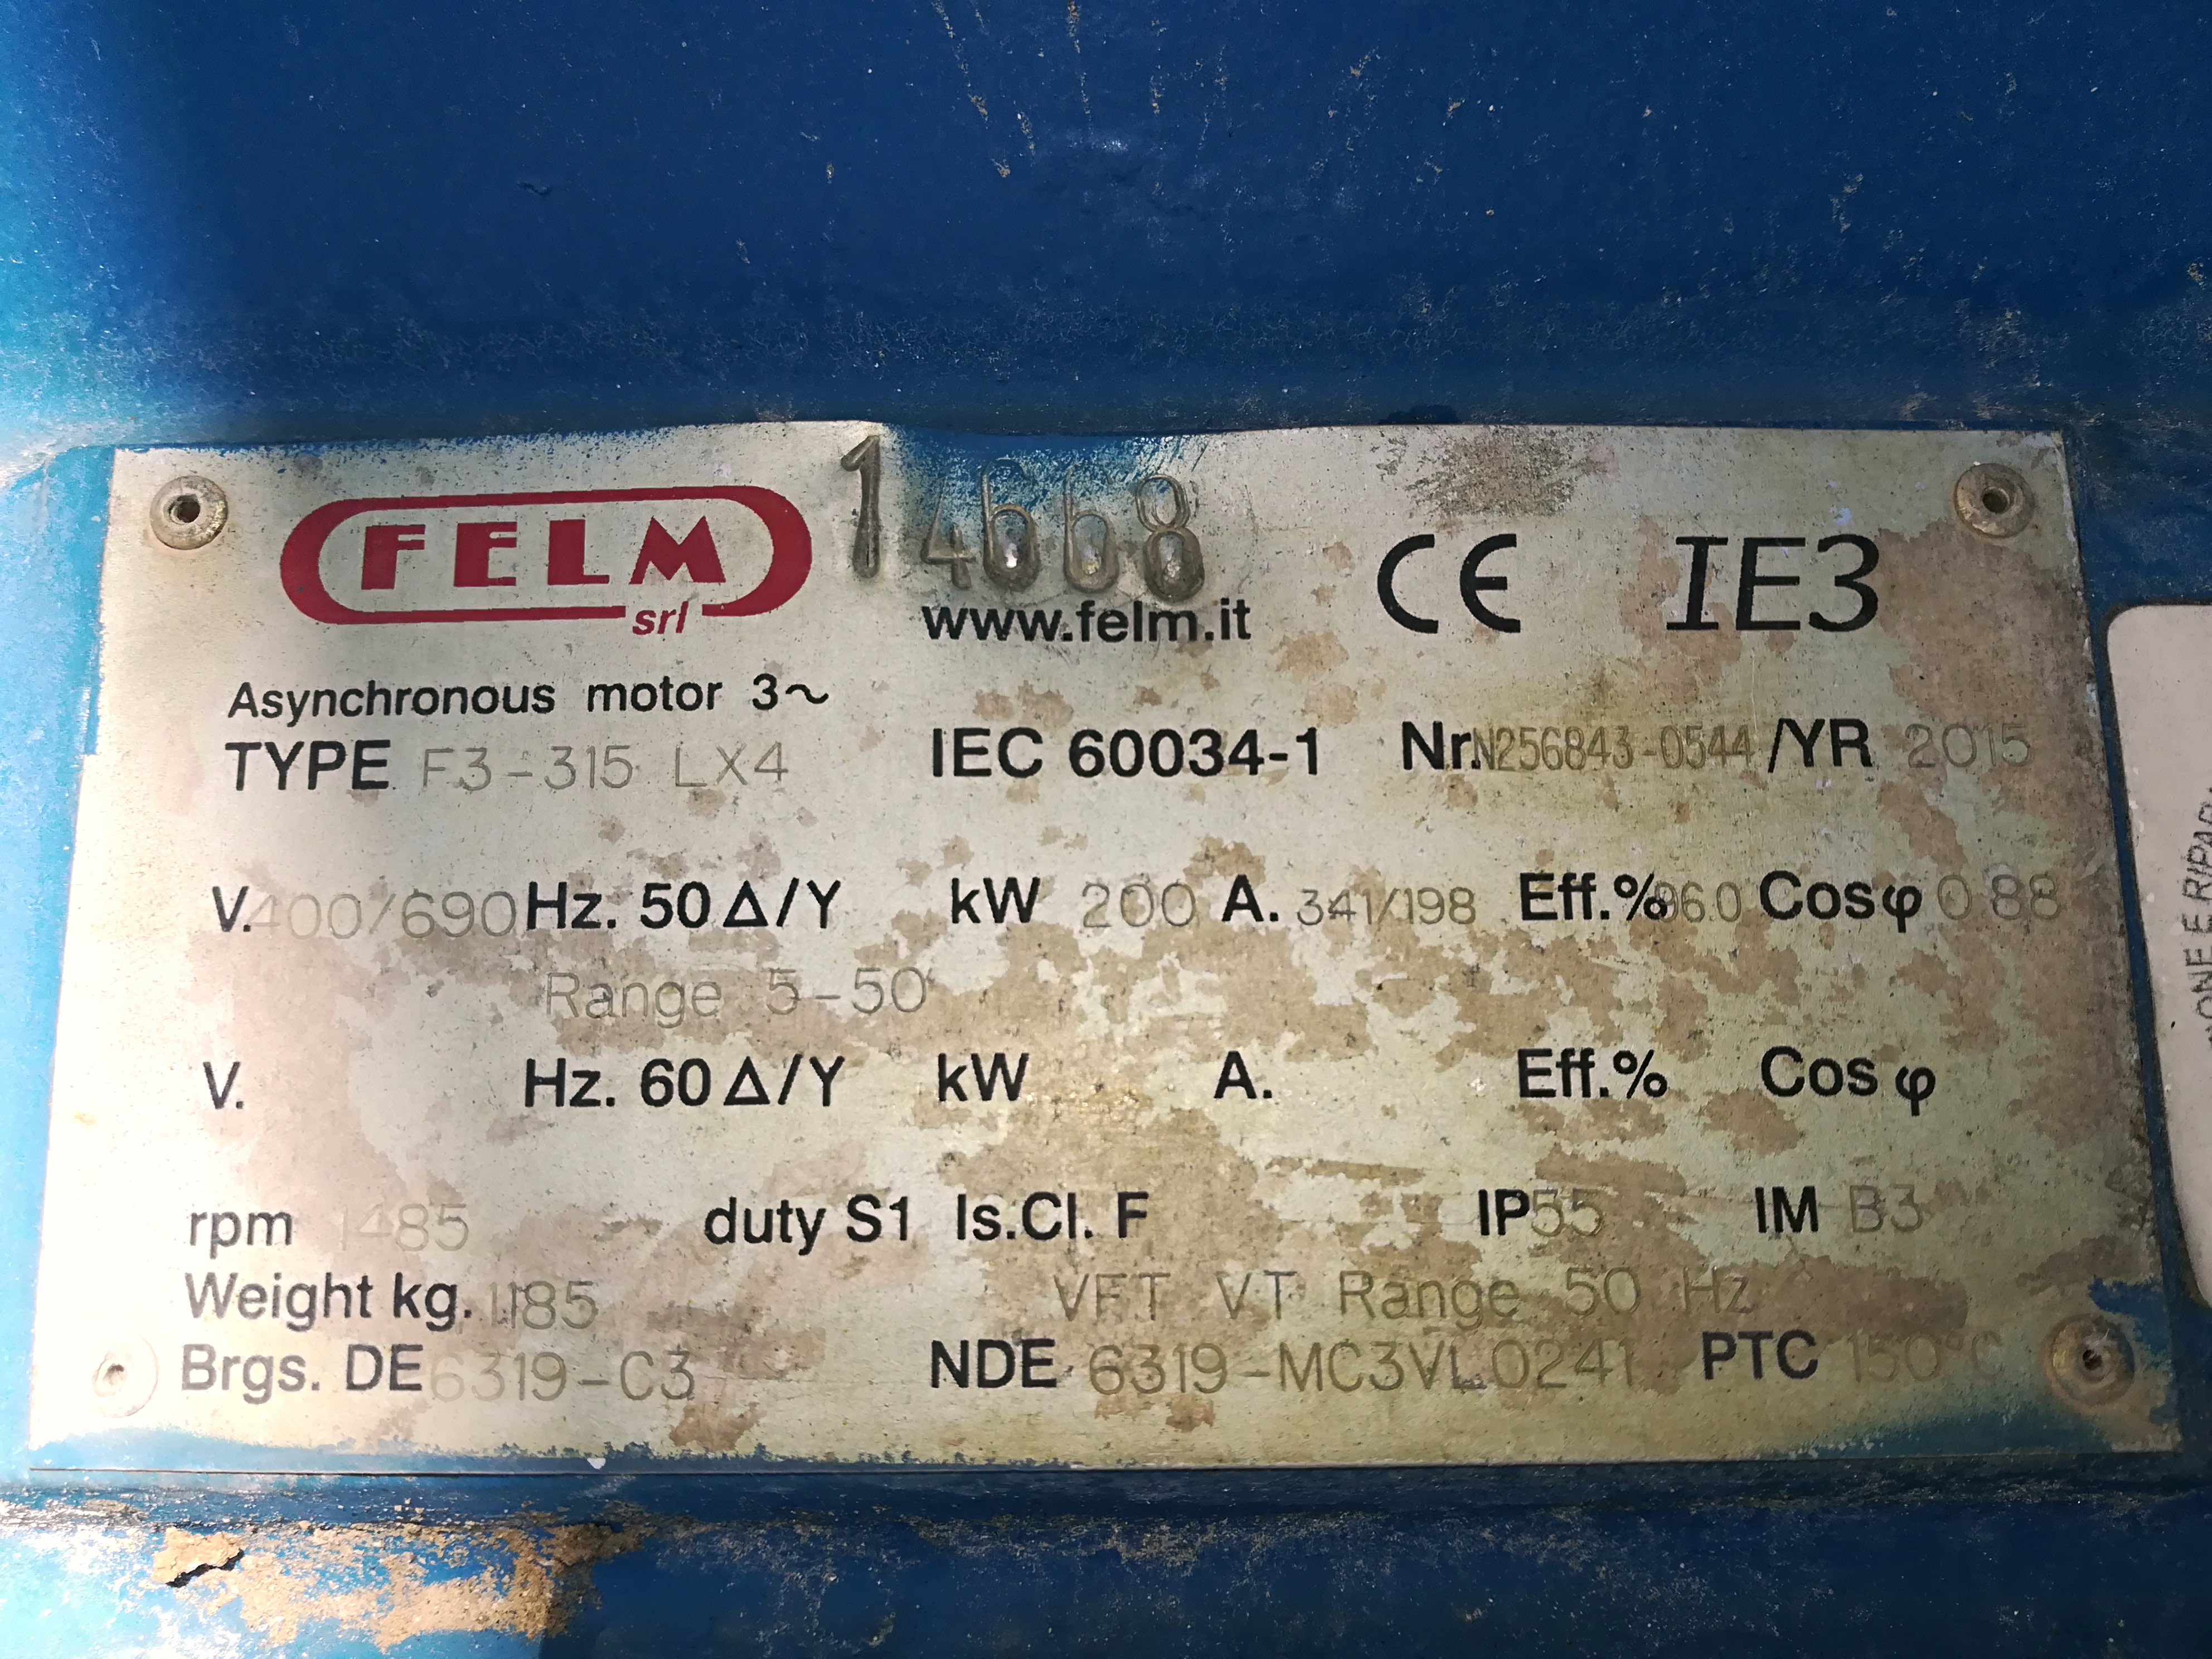 FELM srl
14668
www.felm.it
CE IE3
Asynchronous motor 3~
TYPE F3-315 LX4 IEC 60034-1 Nr. N256843-0544 /YR 2015
V. 400/690 Hz. 50 Δ/Y kW 200 A. 341/198 Eff.% 96.0 Cos φ 0.88
Range 5-50
V. Hz. 60 Δ/Y kW A. Eff.% Cos φ
rpm 1485 duty S1 Is.Cl. F IP55 IM B3
Weight kg. 1185 VFT VT Range 50 Hz
Brgs. DE 6319-C3 NDE 6319-MC3VL0241 PTC 150°C